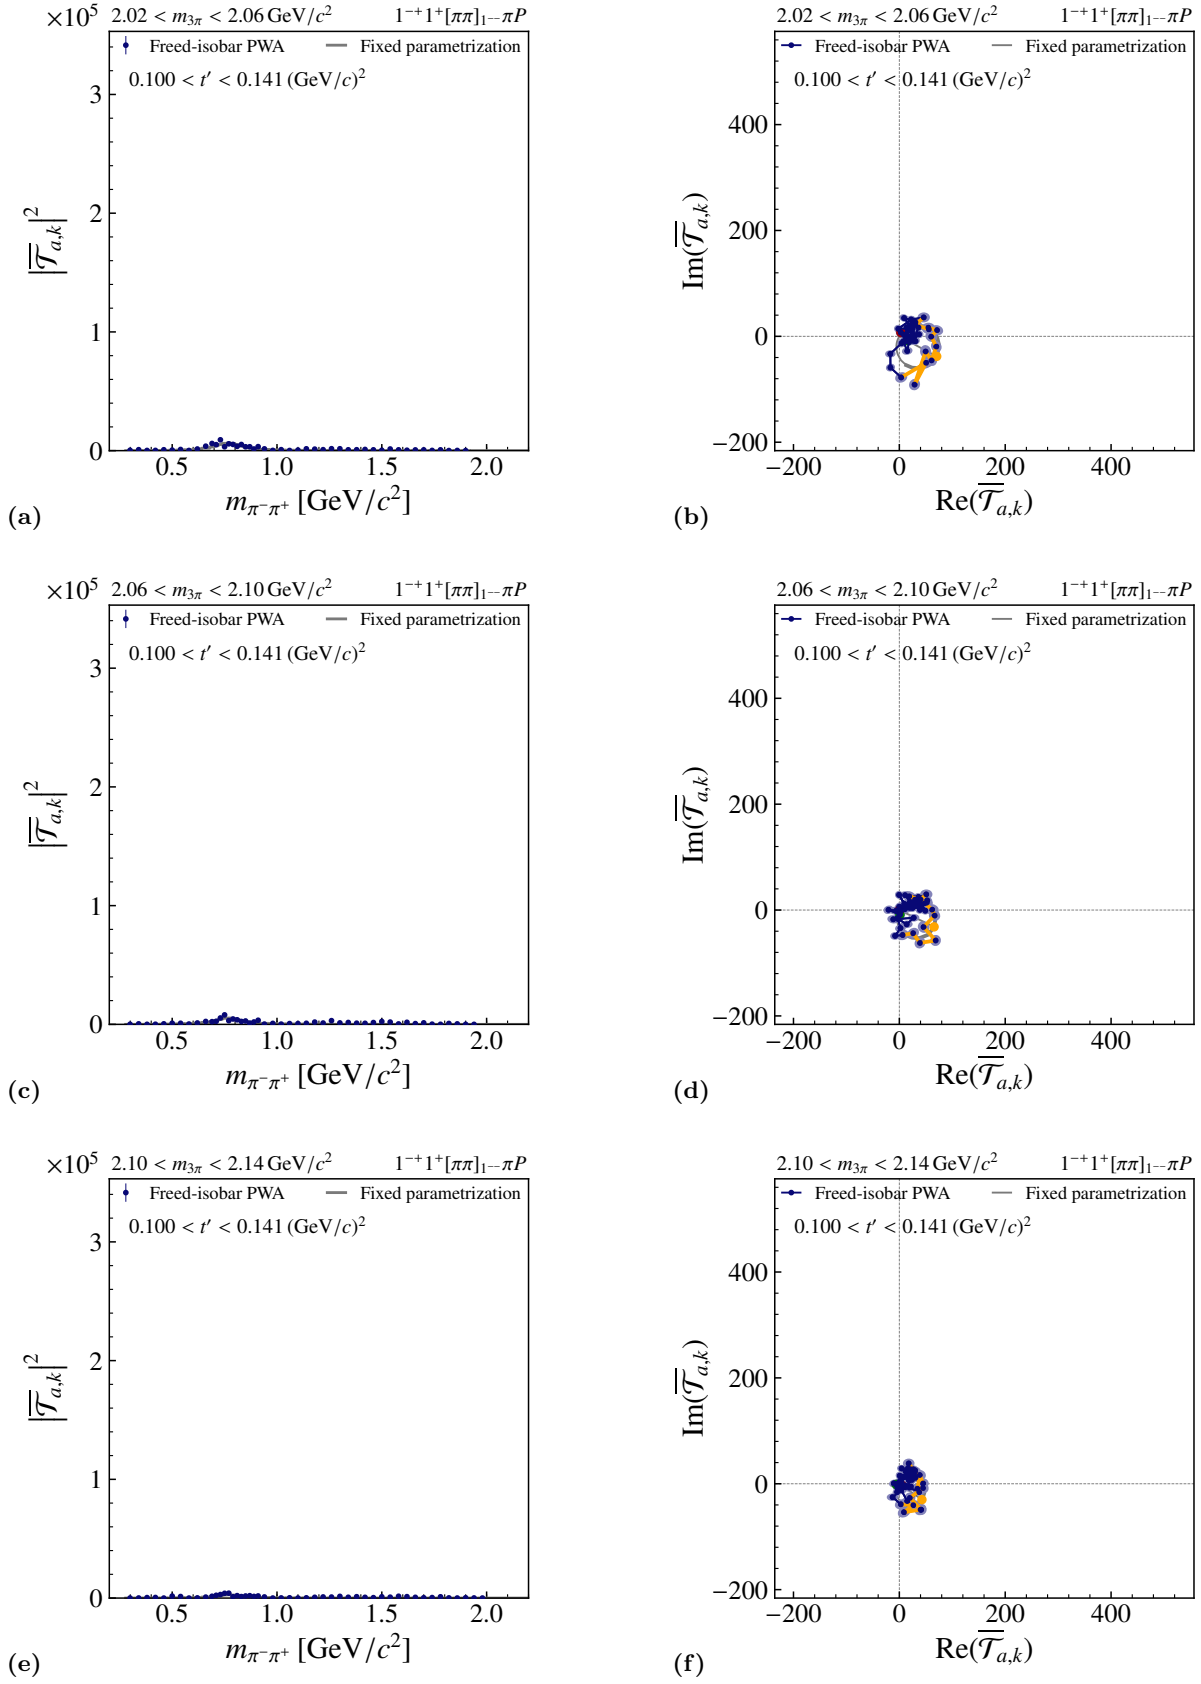 ×10⁵ 2.02 < m₃π < 2.06 GeV/c² 1⁻⁺1⁺[ππ]₁₋₋πP
Freed-isobar PWA Fixed parametrization
0.100 < t′ < 0.141 (GeV/c)²
3
2
1
0
|𝒯̅a,k|²
0.5 1.0 1.5 2.0
mπ⁻π⁺ [GeV/c²]
(a)
2.02 < m₃π < 2.06 GeV/c² 1⁻⁺1⁺[ππ]₁₋₋πP
Freed-isobar PWA Fixed parametrization
0.100 < t′ < 0.141 (GeV/c)²
400
200
0
−200
Im(𝒯̅a,k)
−200 0 200 400
Re(𝒯̅a,k)
(b)
×10⁵ 2.06 < m₃π < 2.10 GeV/c² 1⁻⁺1⁺[ππ]₁₋₋πP
Freed-isobar PWA Fixed parametrization
0.100 < t′ < 0.141 (GeV/c)²
3
2
1
0
|𝒯̅a,k|²
0.5 1.0 1.5 2.0
mπ⁻π⁺ [GeV/c²]
(c)
2.06 < m₃π < 2.10 GeV/c² 1⁻⁺1⁺[ππ]₁₋₋πP
Freed-isobar PWA Fixed parametrization
0.100 < t′ < 0.141 (GeV/c)²
400
200
0
−200
Im(𝒯̅a,k)
−200 0 200 400
Re(𝒯̅a,k)
(d)
×10⁵ 2.10 < m₃π < 2.14 GeV/c² 1⁻⁺1⁺[ππ]₁₋₋πP
Freed-isobar PWA Fixed parametrization
0.100 < t′ < 0.141 (GeV/c)²
3
2
1
0
|𝒯̅a,k|²
0.5 1.0 1.5 2.0
mπ⁻π⁺ [GeV/c²]
(e)
2.10 < m₃π < 2.14 GeV/c² 1⁻⁺1⁺[ππ]₁₋₋πP
Freed-isobar PWA Fixed parametrization
0.100 < t′ < 0.141 (GeV/c)²
400
200
0
−200
Im(𝒯̅a,k)
−200 0 200 400
Re(𝒯̅a,k)
(f)